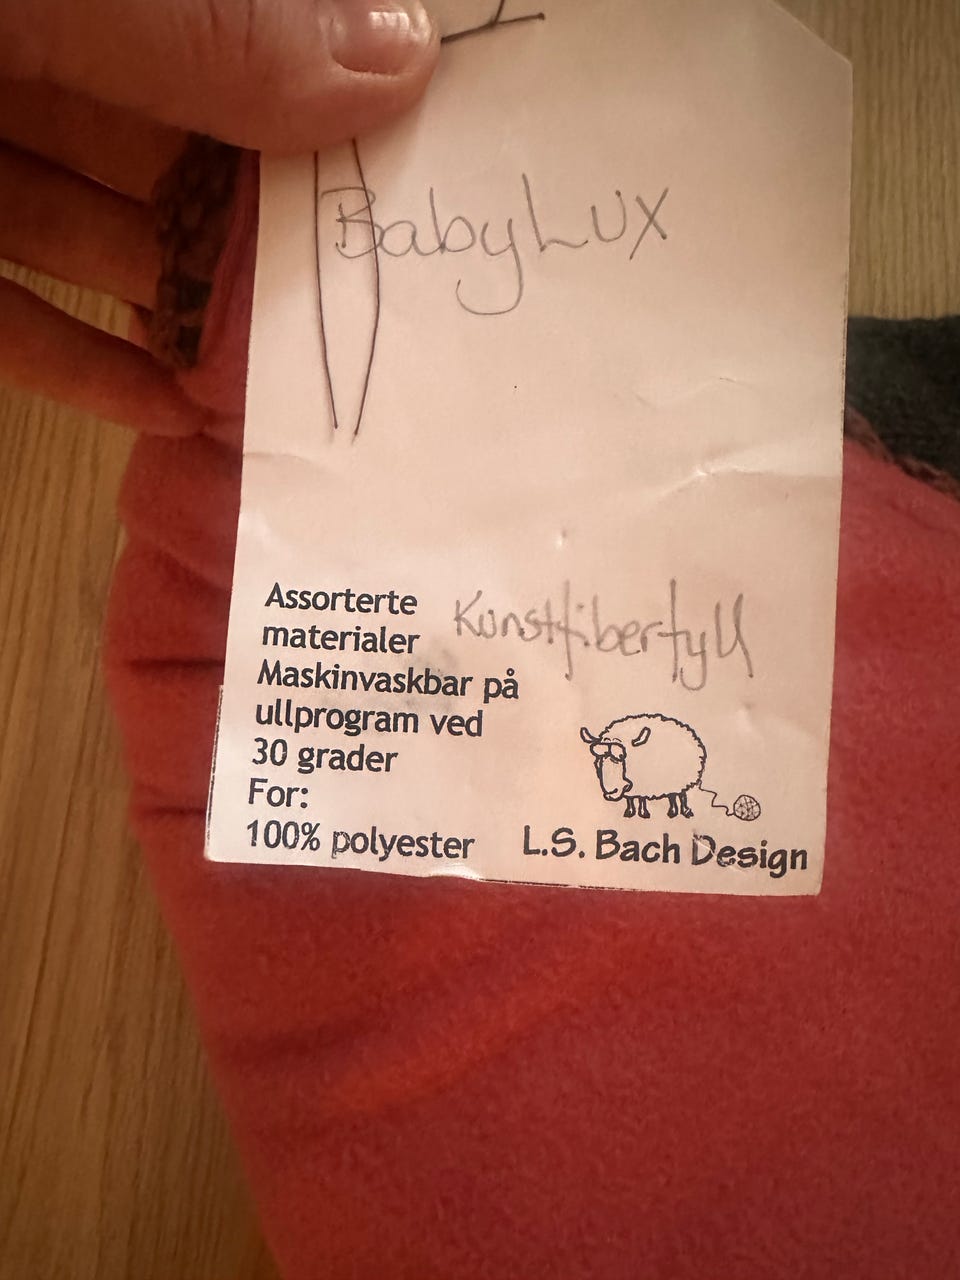 BabyLux
Assorterte
materialer
Kunstfiberfyll
Maskinvaskbar på
ullprogram ved
30 grader
For:
100% polyester
L.S. Bach Design